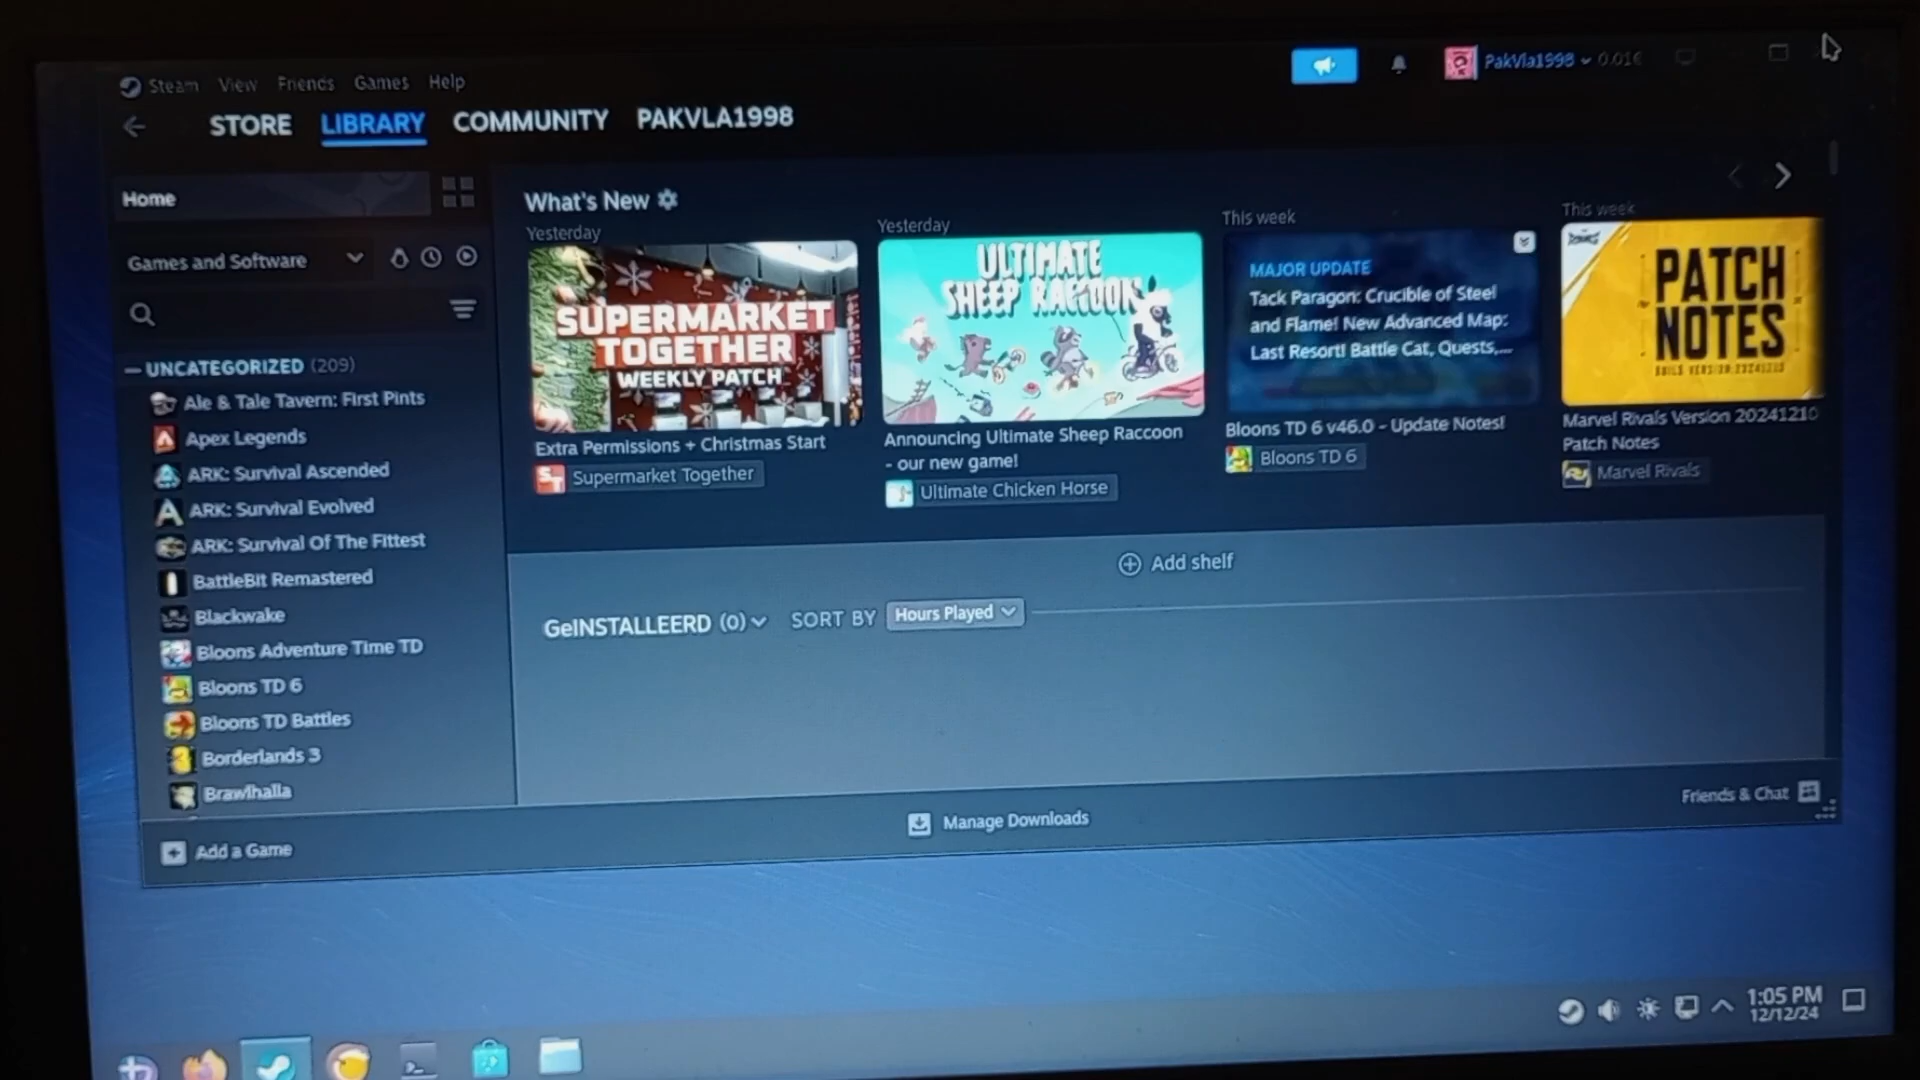 Steam View Friends Games Help
PakVla1998 0.01€
STORE LIBRARY COMMUNITY PAKVLA1998
Home
Games and Software
UNCATEGORIZED (209)
Ale & Tale Tavern: First Pints
Apex Legends
ARK: Survival Ascended
ARK: Survival Evolved
ARK: Survival Of The Fittest
BattleBit Remastered
Blackwake
Bloons Adventure Time TD
Bloons TD 6
Bloons TD Battles
Borderlands 3
Brawlhalla
Add a Game
What's New
Yesterday
SUPERMARKET
TOGETHER
WEEKLY PATCH
Extra Permissions + Christmas Start
ST
Supermarket Together
Yesterday
ULTIMATE
SHEEP RACCOON
Announcing Ultimate Sheep Raccoon
- our new game!
Ultimate Chicken Horse
This week
MAJOR UPDATE
Tack Paragon: Crucible of Steel
and Flame! New Advanced Map:
Last Resort! Battle Cat, Quests,...
Bloons TD 6 v46.0 - Update Notes!
Bloons TD 6
This week
PATCH
NOTES
BUILD VERSION:20241210
Marvel Rivals Version 20241210
Patch Notes
Marvel Rivals
Add shelf
GeINSTALLEERD (0) SORT BY Hours Played
Manage Downloads
Friends & Chat
1:05 PM
12/12/24